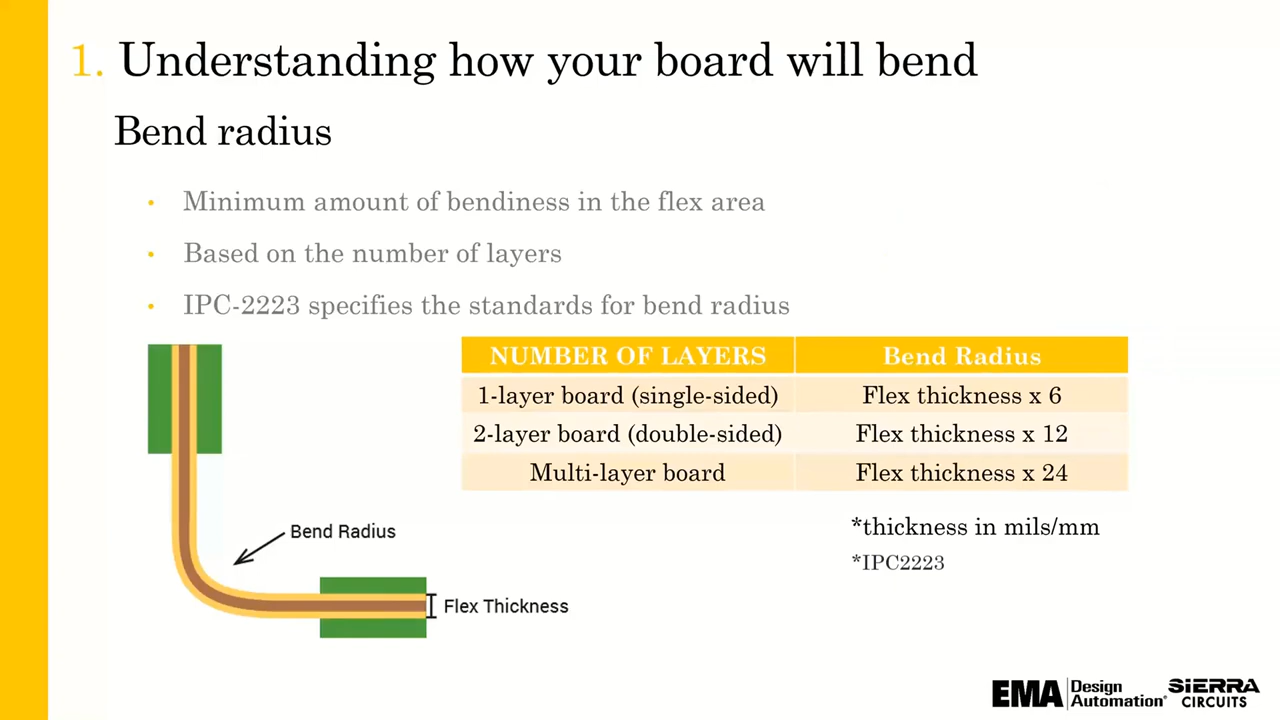 1. Understanding how your board will bend
Bend radius
• Minimum amount of bendiness in the flex area
• Based on the number of layers
• IPC-2223 specifies the standards for bend radius
NUMBER OF LAYERS Bend Radius
1-layer board (single-sided) Flex thickness x 6
2-layer board (double-sided) Flex thickness x 12
Multi-layer board Flex thickness x 24
*thickness in mils/mm
*IPC2223
Bend Radius
Flex Thickness
EMA Design Automation®
SIERRA CIRCUITS